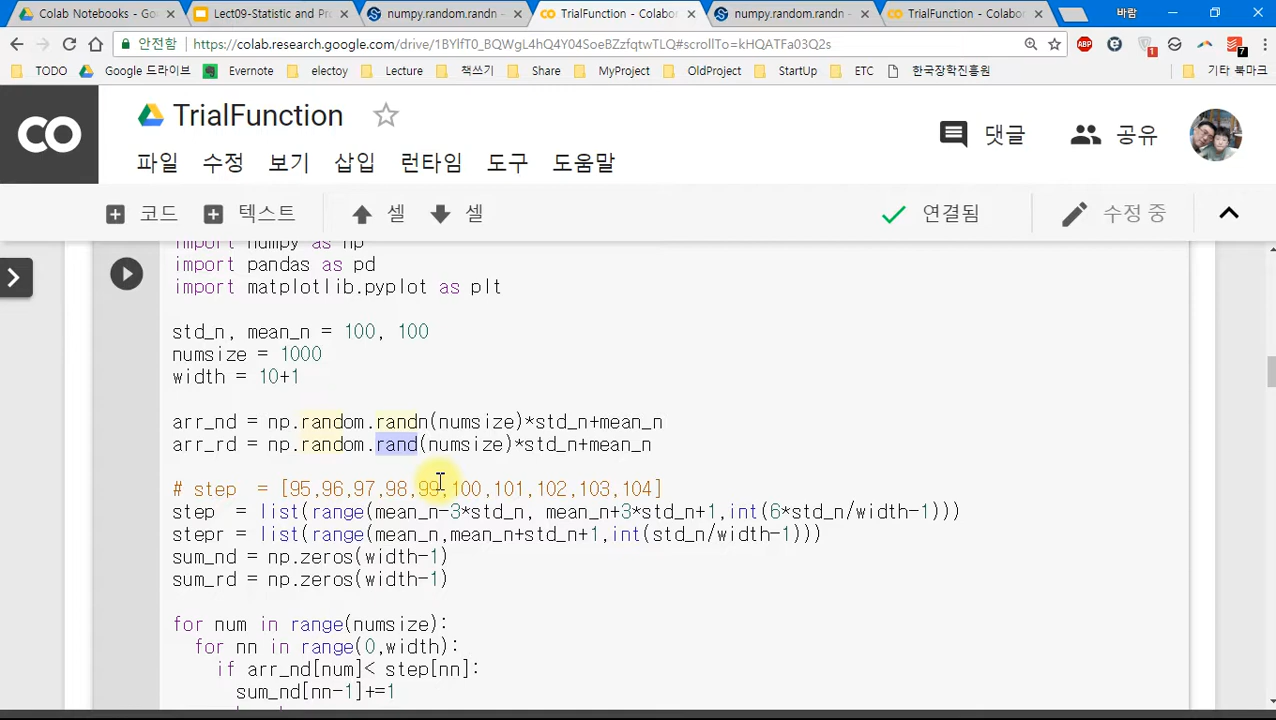 Colab Notebooks - Go
Lect09-Statistic and Pr
numpy.random.randn -
TrialFunction - Colabo
numpy.random.randn -
TrialFunction - Colab
바람
안전함 https://colab.research.google.com/drive/1BYlfT0_BQWgL4hQ4Y04SoeBZzfqtwTLQ#scrollTo=kHQATFa03Q2s
TODO Google 드라이브 Evernote electoy Lecture 책쓰기 Share MyProject OldProject StartUp ETC 한국장학진흥원 기타 북마크
CO TrialFunction 댓글 공유
파일 수정 보기 삽입 런타임 도구 도움말
코드 텍스트 셀 셀 연결됨 수정 중
import numpy as np
import pandas as pd
import matplotlib.pyplot as plt
std_n, mean_n = 100, 100
numsize = 1000
width = 10+1
arr_nd = np.random.randn(numsize)*std_n+mean_n
arr_rd = np.random.rand(numsize)*std_n+mean_n
# step  = [95,96,97,98,99,100,101,102,103,104]
step  = list(range(mean_n-3*std_n, mean_n+3*std_n+1,int(6*std_n/width-1)))
stepr = list(range(mean_n,mean_n+std_n+1,int(std_n/width-1)))
sum_nd = np.zeros(width-1)
sum_rd = np.zeros(width-1)
for num in range(numsize):
  for nn in range(0,width):
    if arr_nd[num]< step[nn]:
      sum_nd[nn-1]+=1